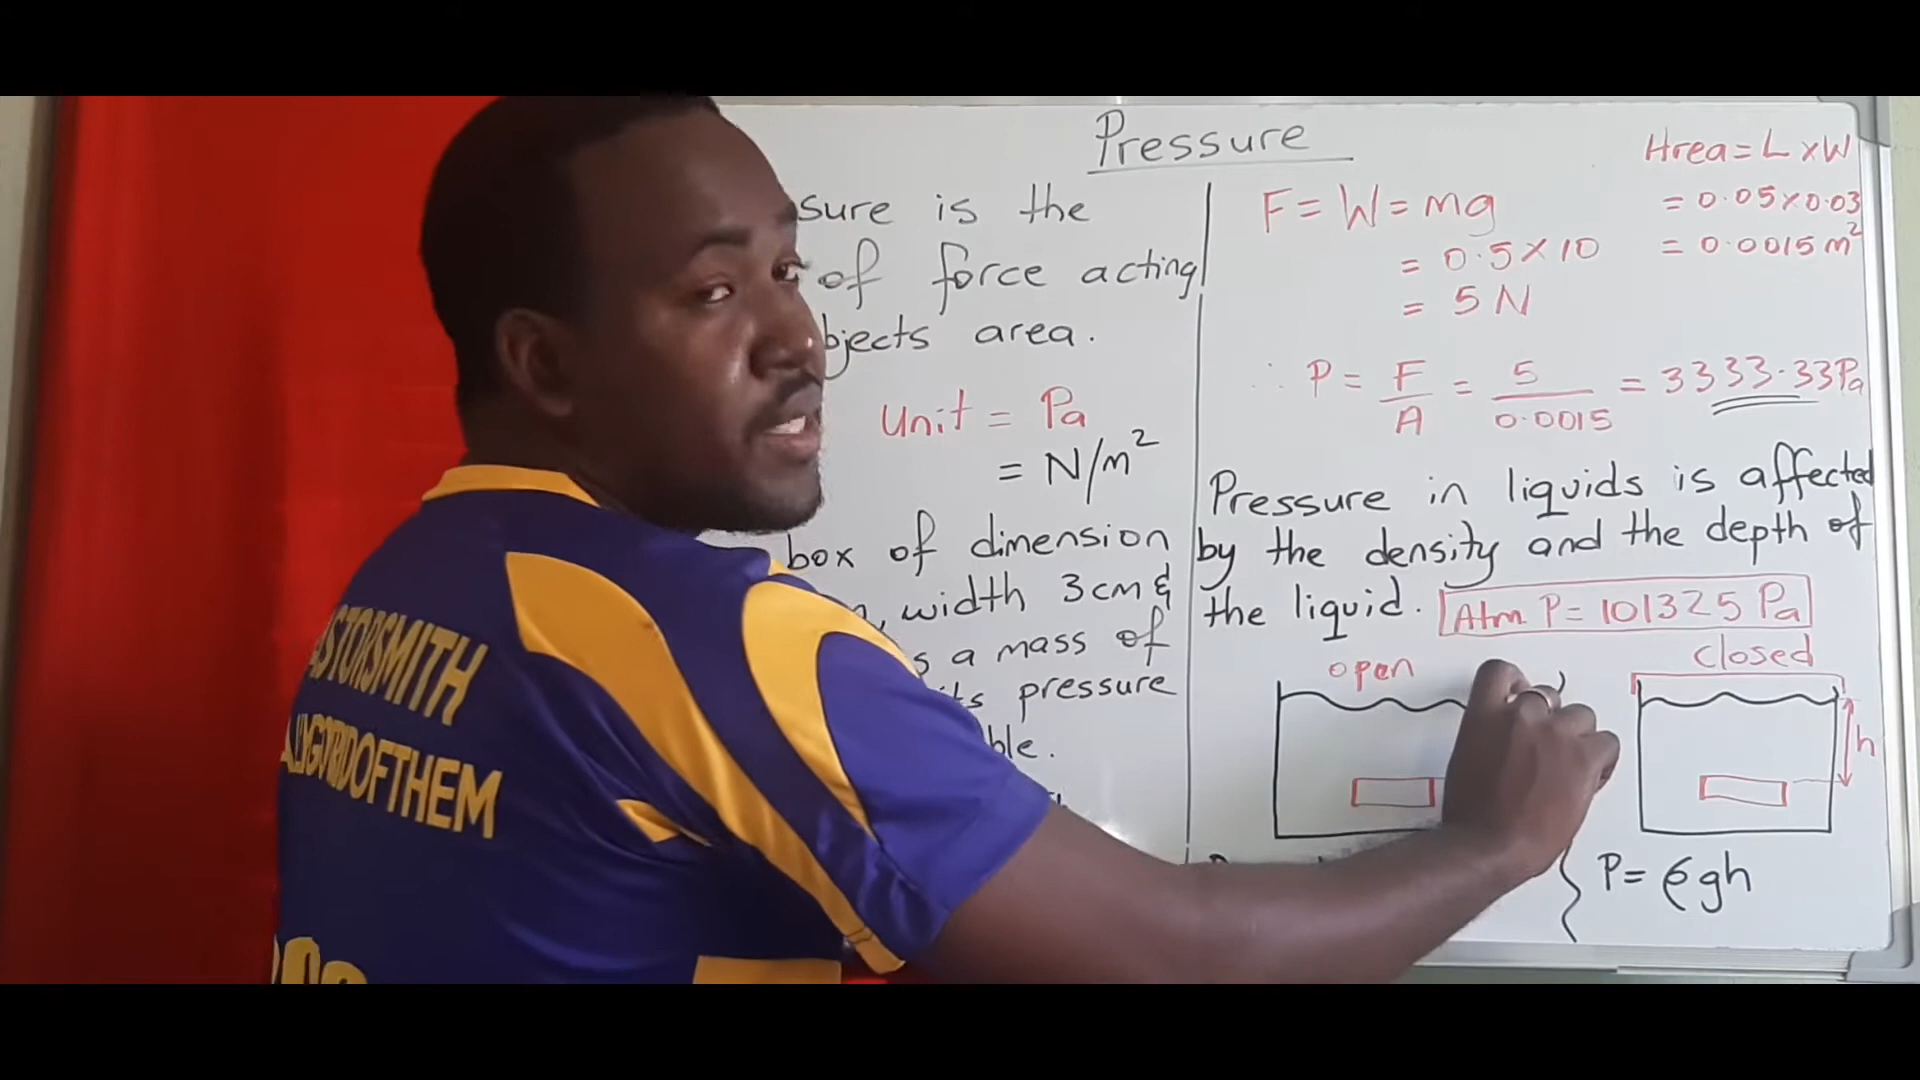 Pressure
sure is the
of force acting
bjects area.
Unit = Pa
= N/m²
box of dimension
width 3cm &
s a mass of
pressure
ble.
F = W = mg
= 0.5 × 10
= 5 N
Area = L × W
= 0.05 × 0.03
= 0.0015 m²
∴ P = F/A = 5/0.0015 = 3333.33 Pa
Pressure in liquids is affected
by the density and the depth of
the liquid. Atm P = 101325 Pa
open
closed
h
P = ρgh
ASTORSMITH
OFTHEM